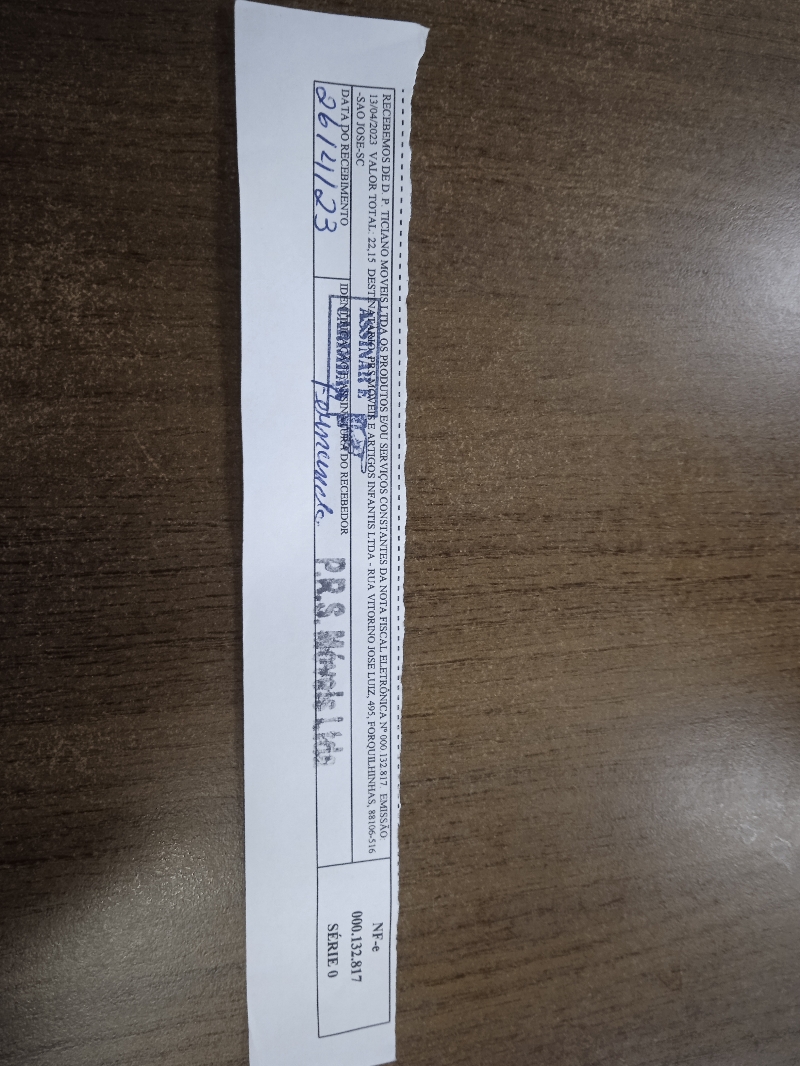 RECEBEMOS DE D. P. TICIANO MOVEIS LTDA OS PRODUTOS E/OU SERVIÇOS CONSTANTES DA NOTA FISCAL ELETRÔNICA Nº 000.132.817. EMISSÃO:
13/04/2023 VALOR TOTAL: 22,15 DESTINATÁRIO: PRS MOVEIS E ARTIGOS INFANTIS LTDA - RUA VITORINO JOSE LUIZ, 495, FORQUILHINHAS, 88106-516
-SAO JOSE-SC
ASSINAR E
DATA DO RECEBIMENTO
26/4/23
IDENTIFICAÇÃO E ASSINATURA DO RECEBEDOR
P.R.S. Móveis Ltda
NF-e
000.132.817
SÉRIE 0